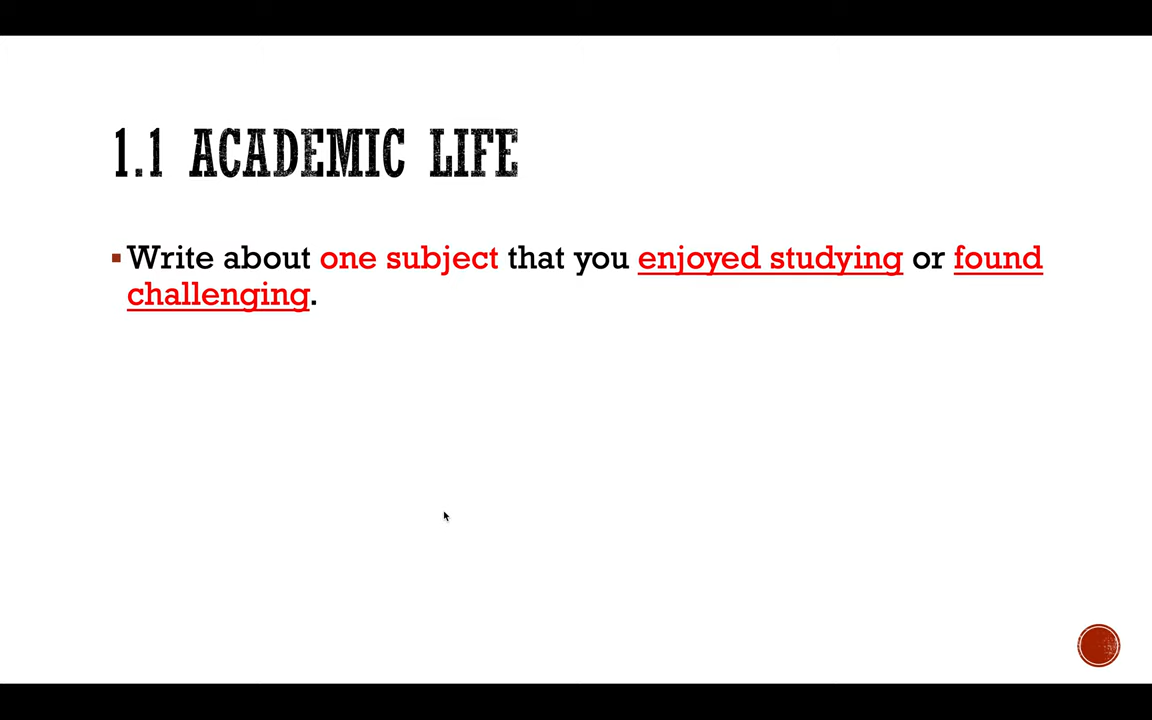 1.1 ACADEMIC LIFE
▪Write about one subject that you enjoyed studying or found
challenging.